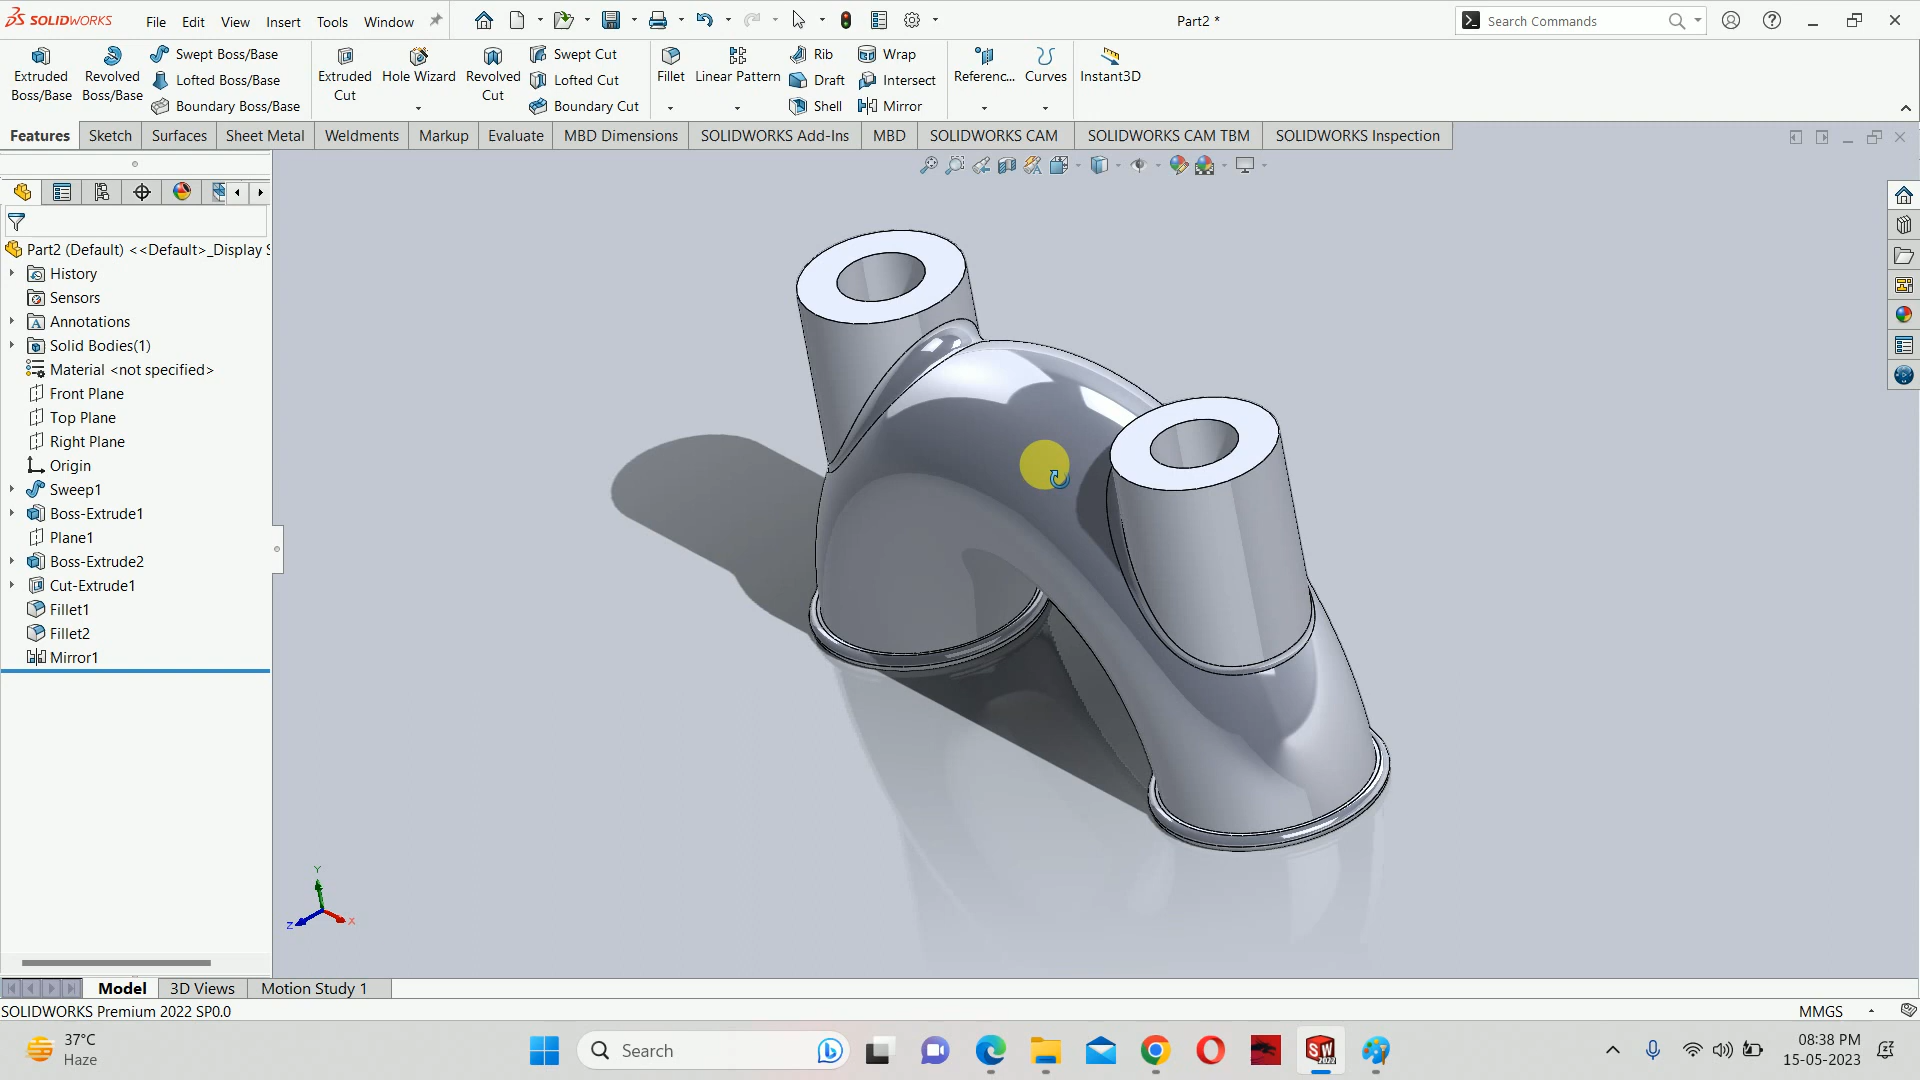 SOLIDWORKS File Edit View Insert Tools Window Part2 * Search Commands
Extruded Boss/Base
Revolved Boss/Base
Swept Boss/Base
Lofted Boss/Base
Boundary Boss/Base
Extruded Cut
Hole Wizard
Revolved Cut
Swept Cut
Lofted Cut
Boundary Cut
Fillet
Linear Pattern
Rib
Draft
Shell
Wrap
Intersect
Mirror
Referenc...
Curves
Instant3D
Features Sketch Surfaces Sheet Metal Weldments Markup Evaluate MBD Dimensions SOLIDWORKS Add-Ins MBD SOLIDWORKS CAM SOLIDWORKS CAM TBM SOLIDWORKS Inspection
Part2 (Default) <<Default>_Display S
History
Sensors
Annotations
Solid Bodies(1)
Material <not specified>
Front Plane
Top Plane
Right Plane
Origin
Sweep1
Boss-Extrude1
Plane1
Boss-Extrude2
Cut-Extrude1
Fillet1
Fillet2
Mirror1
Y
Z X
Model 3D Views Motion Study 1
SOLIDWORKS Premium 2022 SP0.0 MMGS
37°C
Haze
Search
SW
2022
08:38 PM
15-05-2023